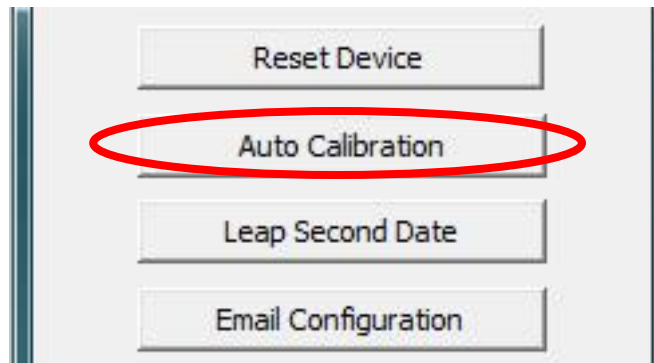 Reset Device
Auto Calibration
Leap Second Date
Email Configuration